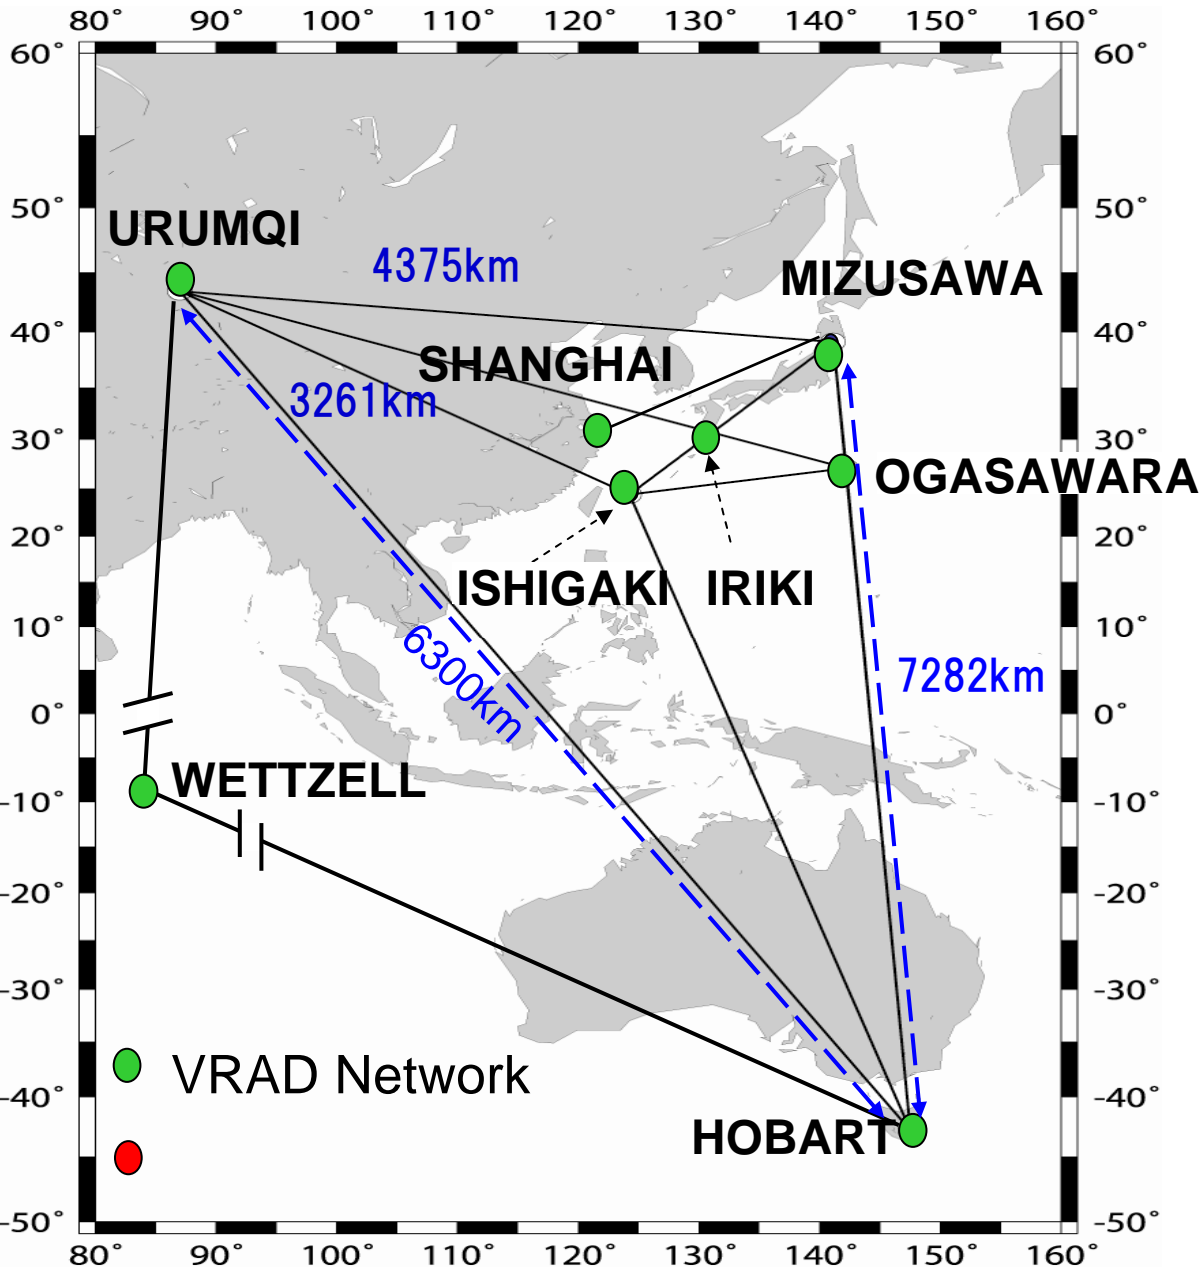 80° 90° 100° 110° 120° 130° 140° 150° 160°
60° 60°
50° 50°
URUMQI
4375km
MIZUSAWA
40° 40°
SHANGHAI
3261km
30° 30°
OGASAWARA
20° 20°
ISHIGAKI IRIKI
10° 10°
6300km
7282km
0° 0°
WETTZELL
-10° -10°
-20° -20°
-30° -30°
VRAD Network
-40° -40°
HOBART
-50° -50°
80° 90° 100° 110° 120° 130° 140° 150° 160°